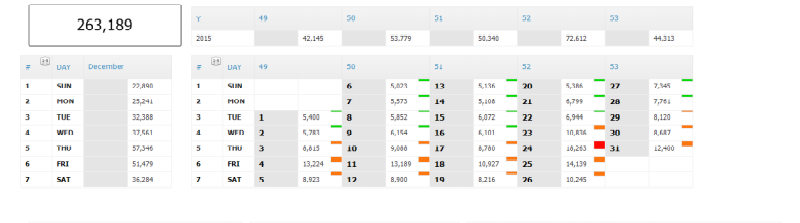 263,189
Y 49 50 51 52 53
2015 42,145 53,779 50,340 72,612 44,313
# DAY December
1 SUN 22,890
2 MON 25,241
3 TUE 32,388
4 WED 37,561
5 THU 57,346
6 FRI 51,479
7 SAT 36,284
# DAY 49 50 51 52 53
1 SUN 6 5,023 13 5,136 20 5,386 27 7,345
2 MON 7 5,573 14 5,108 21 6,799 28 7,761
3 TUE 1 5,400 8 5,852 15 6,072 22 6,944 29 8,120
4 WED 2 5,783 9 6,154 16 6,101 23 10,836 30 8,687
5 THU 3 8,815 10 9,088 17 8,780 24 18,263 31 12,400
6 FRI 4 13,224 11 13,189 18 10,927 25 14,139
7 SAT 5 8,923 12 8,900 19 8,216 26 10,245